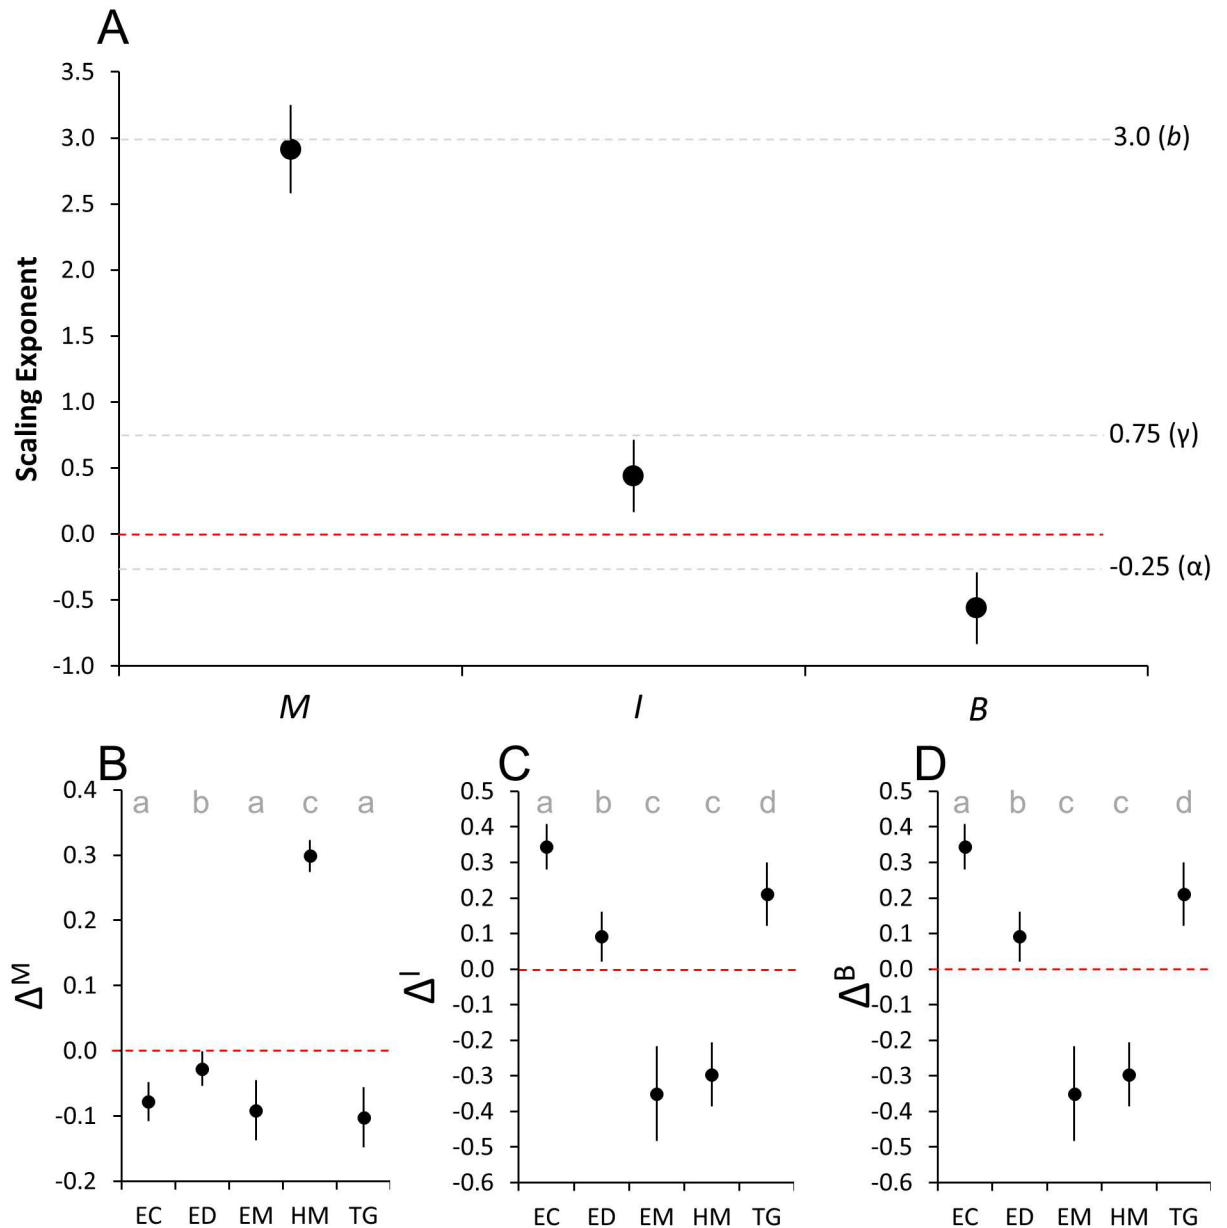 A
3.5
3.0
2.5
2.0
1.5
1.0
0.5
0.0
-0.5
-1.0
Scaling Exponent
3.0 (b)
0.75 (γ)
-0.25 (α)
M I B
B
0.4
0.3
0.2
0.1
0.0
-0.1
-0.2
Δᴹ
a b a c a
EC ED EM HM TG
C
0.5
0.4
0.3
0.2
0.1
0.0
-0.1
-0.2
-0.3
-0.4
-0.5
-0.6
Δᴵ
a b c c d
EC ED EM HM TG
D
0.5
0.4
0.3
0.2
0.1
0.0
-0.1
-0.2
-0.3
-0.4
-0.5
-0.6
Δᴮ
a b c c d
EC ED EM HM TG